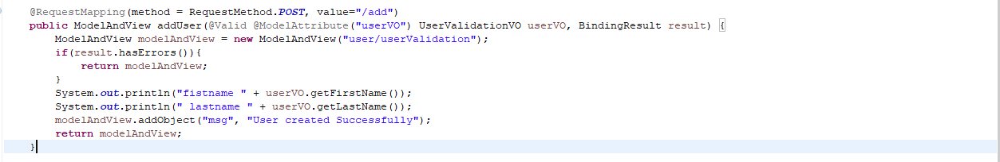 @RequestMapping(method = RequestMethod.POST, value="/add")
public ModelAndView addUser(@Valid @ModelAttribute("userVO") UserValidationVO userVO, BindingResult result) {
    ModelAndView modelAndView = new ModelAndView("user/userValidation");
    if(result.hasErrors()){
        return modelAndView;
    }
    System.out.println("fistname " + userVO.getFirstName());
    System.out.println(" lastname " + userVO.getLastName());
    modelAndView.addObject("msg", "User created Successfully");
    return modelAndView;
}